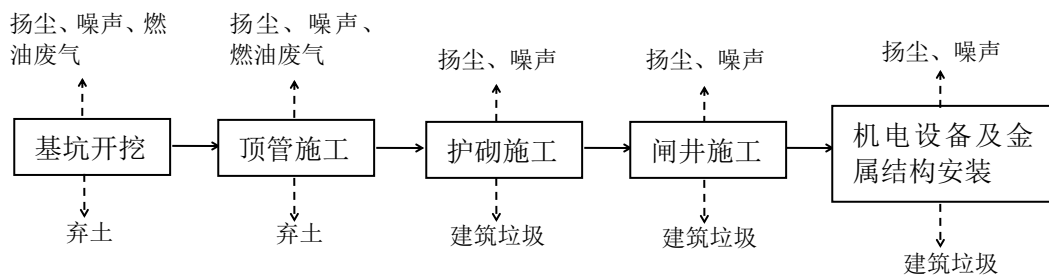 扬尘、噪声、燃
油废气
扬尘、噪声、
燃油废气
扬尘、噪声
扬尘、噪声
扬尘、噪声
基坑开挖
顶管施工
护砌施工
闸井施工
机电设备及金
属结构安装
弃土
弃土
建筑垃圾
建筑垃圾
建筑垃圾